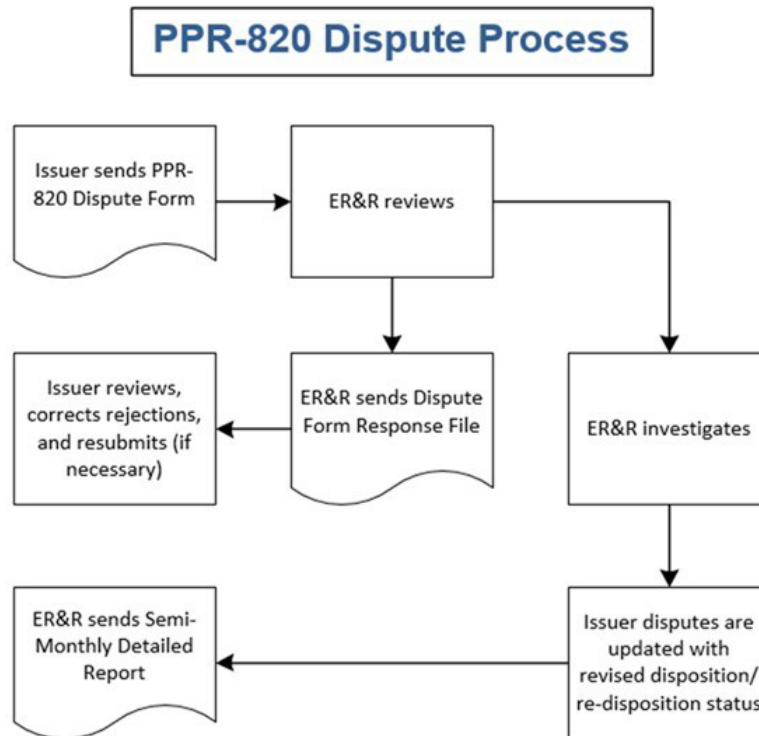 PPR-820 Dispute Process
Issuer sends PPR-
820 Dispute Form
ER&R reviews
Issuer reviews,
corrects rejections,
and resubmits (if
necessary)
ER&R sends Dispute
Form Response File
ER&R investigates
ER&R sends Semi-
Monthly Detailed
Report
Issuer disputes are
updated with
revised disposition/
re-disposition status